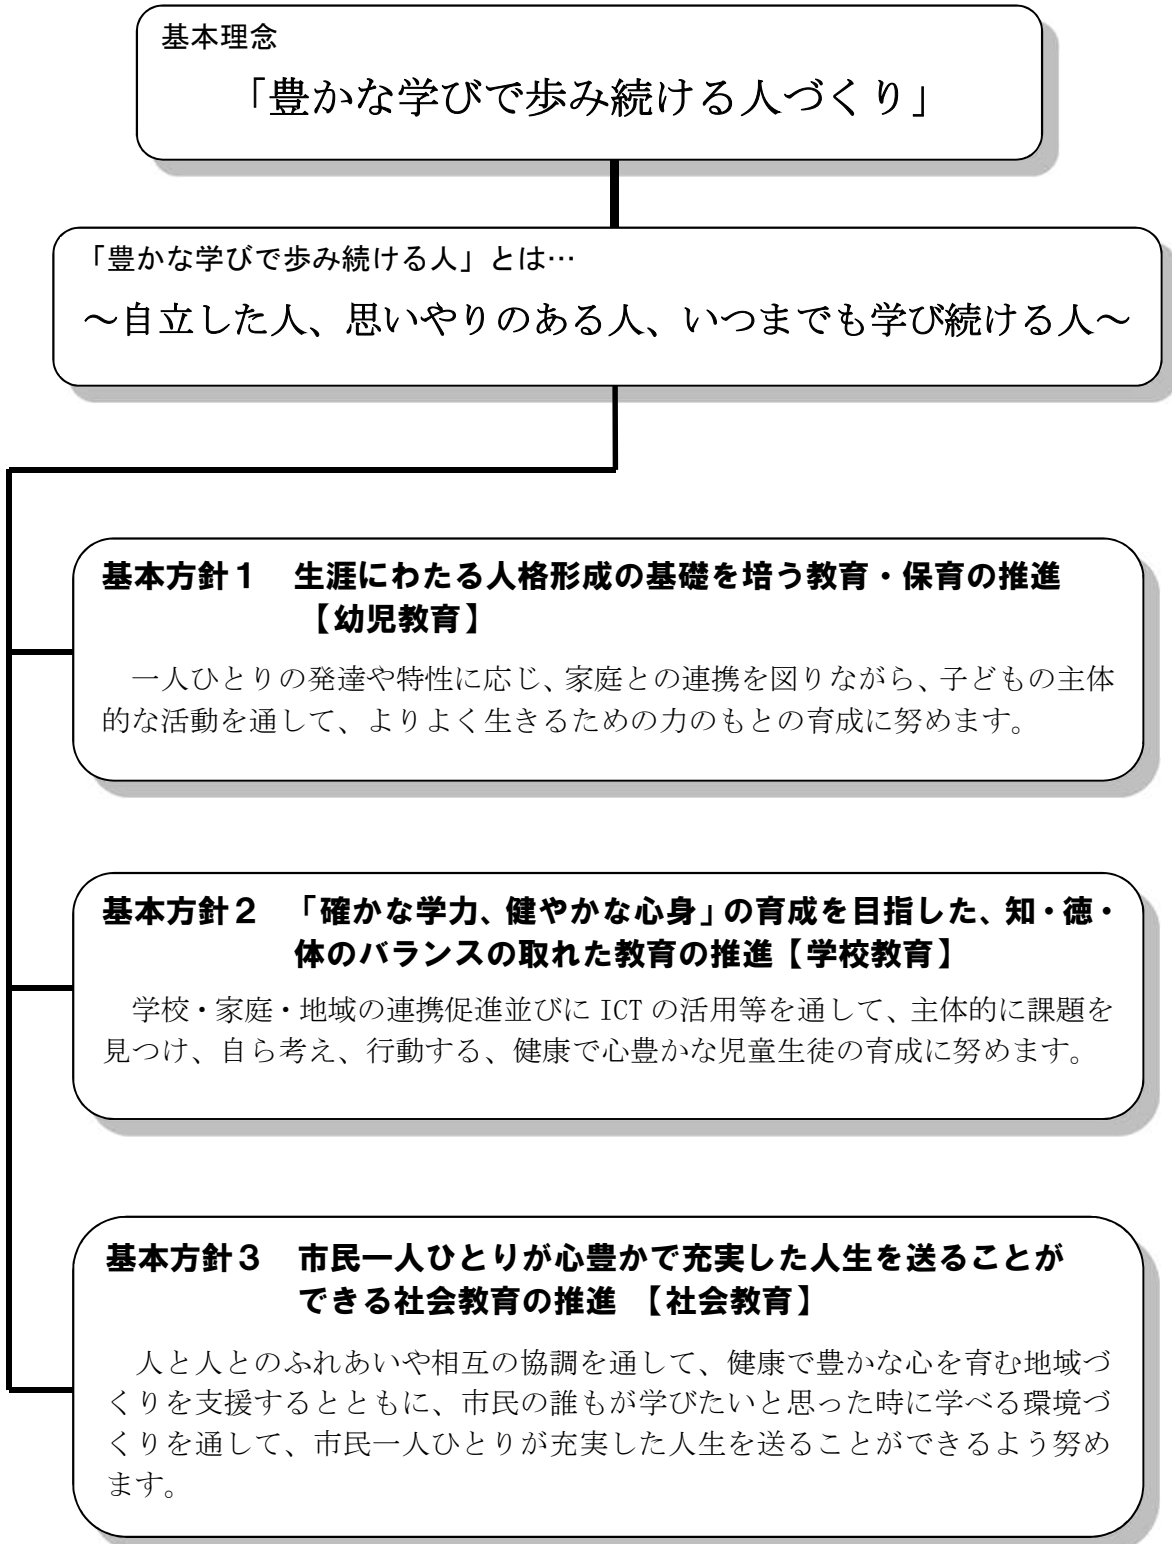 基本理念
「豊かな学びで歩み続ける人づくり」
「豊かな学びで歩み続ける人」とは…
～自立した人、思いやりのある人、いつまでも学び続ける人～
基本方針１　生涯にわたる人格形成の基礎を培う教育・保育の推進
【幼児教育】
一人ひとりの発達や特性に応じ、家庭との連携を図りながら、子どもの主体
的な活動を通して、よりよく生きるための力のもとの育成に努めます。
基本方針２　「確かな学力、健やかな心身」の育成を目指した、知・徳・
体のバランスの取れた教育の推進【学校教育】
学校・家庭・地域の連携促進並びに ICT の活用等を通して、主体的に課題を
見つけ、自ら考え、行動する、健康で心豊かな児童生徒の育成に努めます。
基本方針３　市民一人ひとりが心豊かで充実した人生を送ることが
できる社会教育の推進 【社会教育】
人と人とのふれあいや相互の協調を通して、健康で豊かな心を育む地域づ
くりを支援するとともに、市民の誰もが学びたいと思った時に学べる環境づ
くりを通して、市民一人ひとりが充実した人生を送ることができるよう努め
ます。